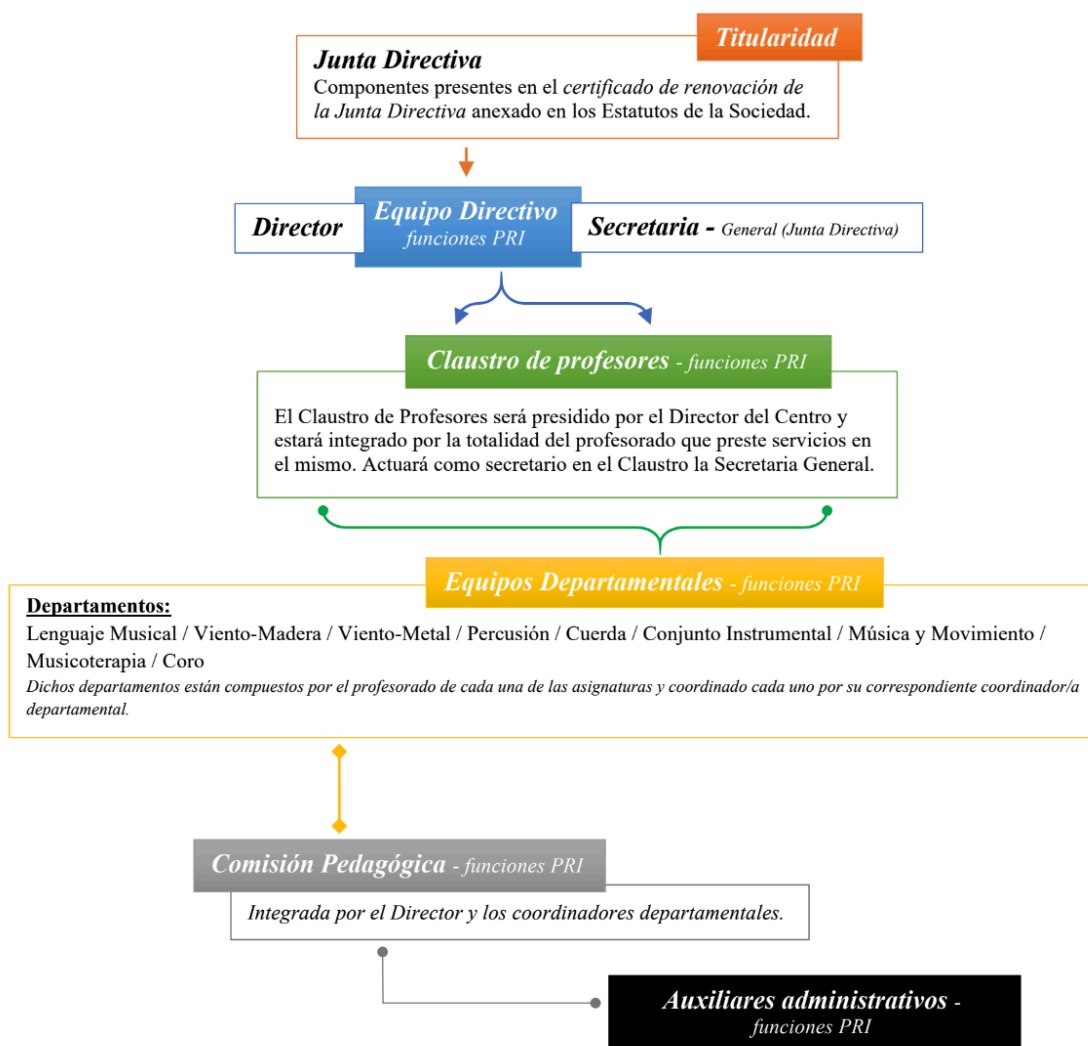 Titularidad
Junta Directiva
Componentes presentes en el certificado de renovación de
la Junta Directiva anexado en los Estatutos de la Sociedad.
Director
Equipo Directivo
funciones PRI
Secretaria - General (Junta Directiva)
Claustro de profesores - funciones PRI
El Claustro de Profesores será presidido por el Director del Centro y
estará integrado por la totalidad del profesorado que preste servicios en
el mismo. Actuará como secretario en el Claustro la Secretaria General.
Equipos Departamentales - funciones PRI
Departamentos:
Lenguaje Musical / Viento-Madera / Viento-Metal / Percusión / Cuerda / Conjunto Instrumental / Música y Movimiento /
Musicoterapia / Coro
Dichos departamentos están compuestos por el profesorado de cada una de las asignaturas y coordinado cada uno por su correspondiente coordinador/a
departamental.
Comisión Pedagógica - funciones PRI
Integrada por el Director y los coordinadores departamentales.
Auxiliares administrativos -
funciones PRI